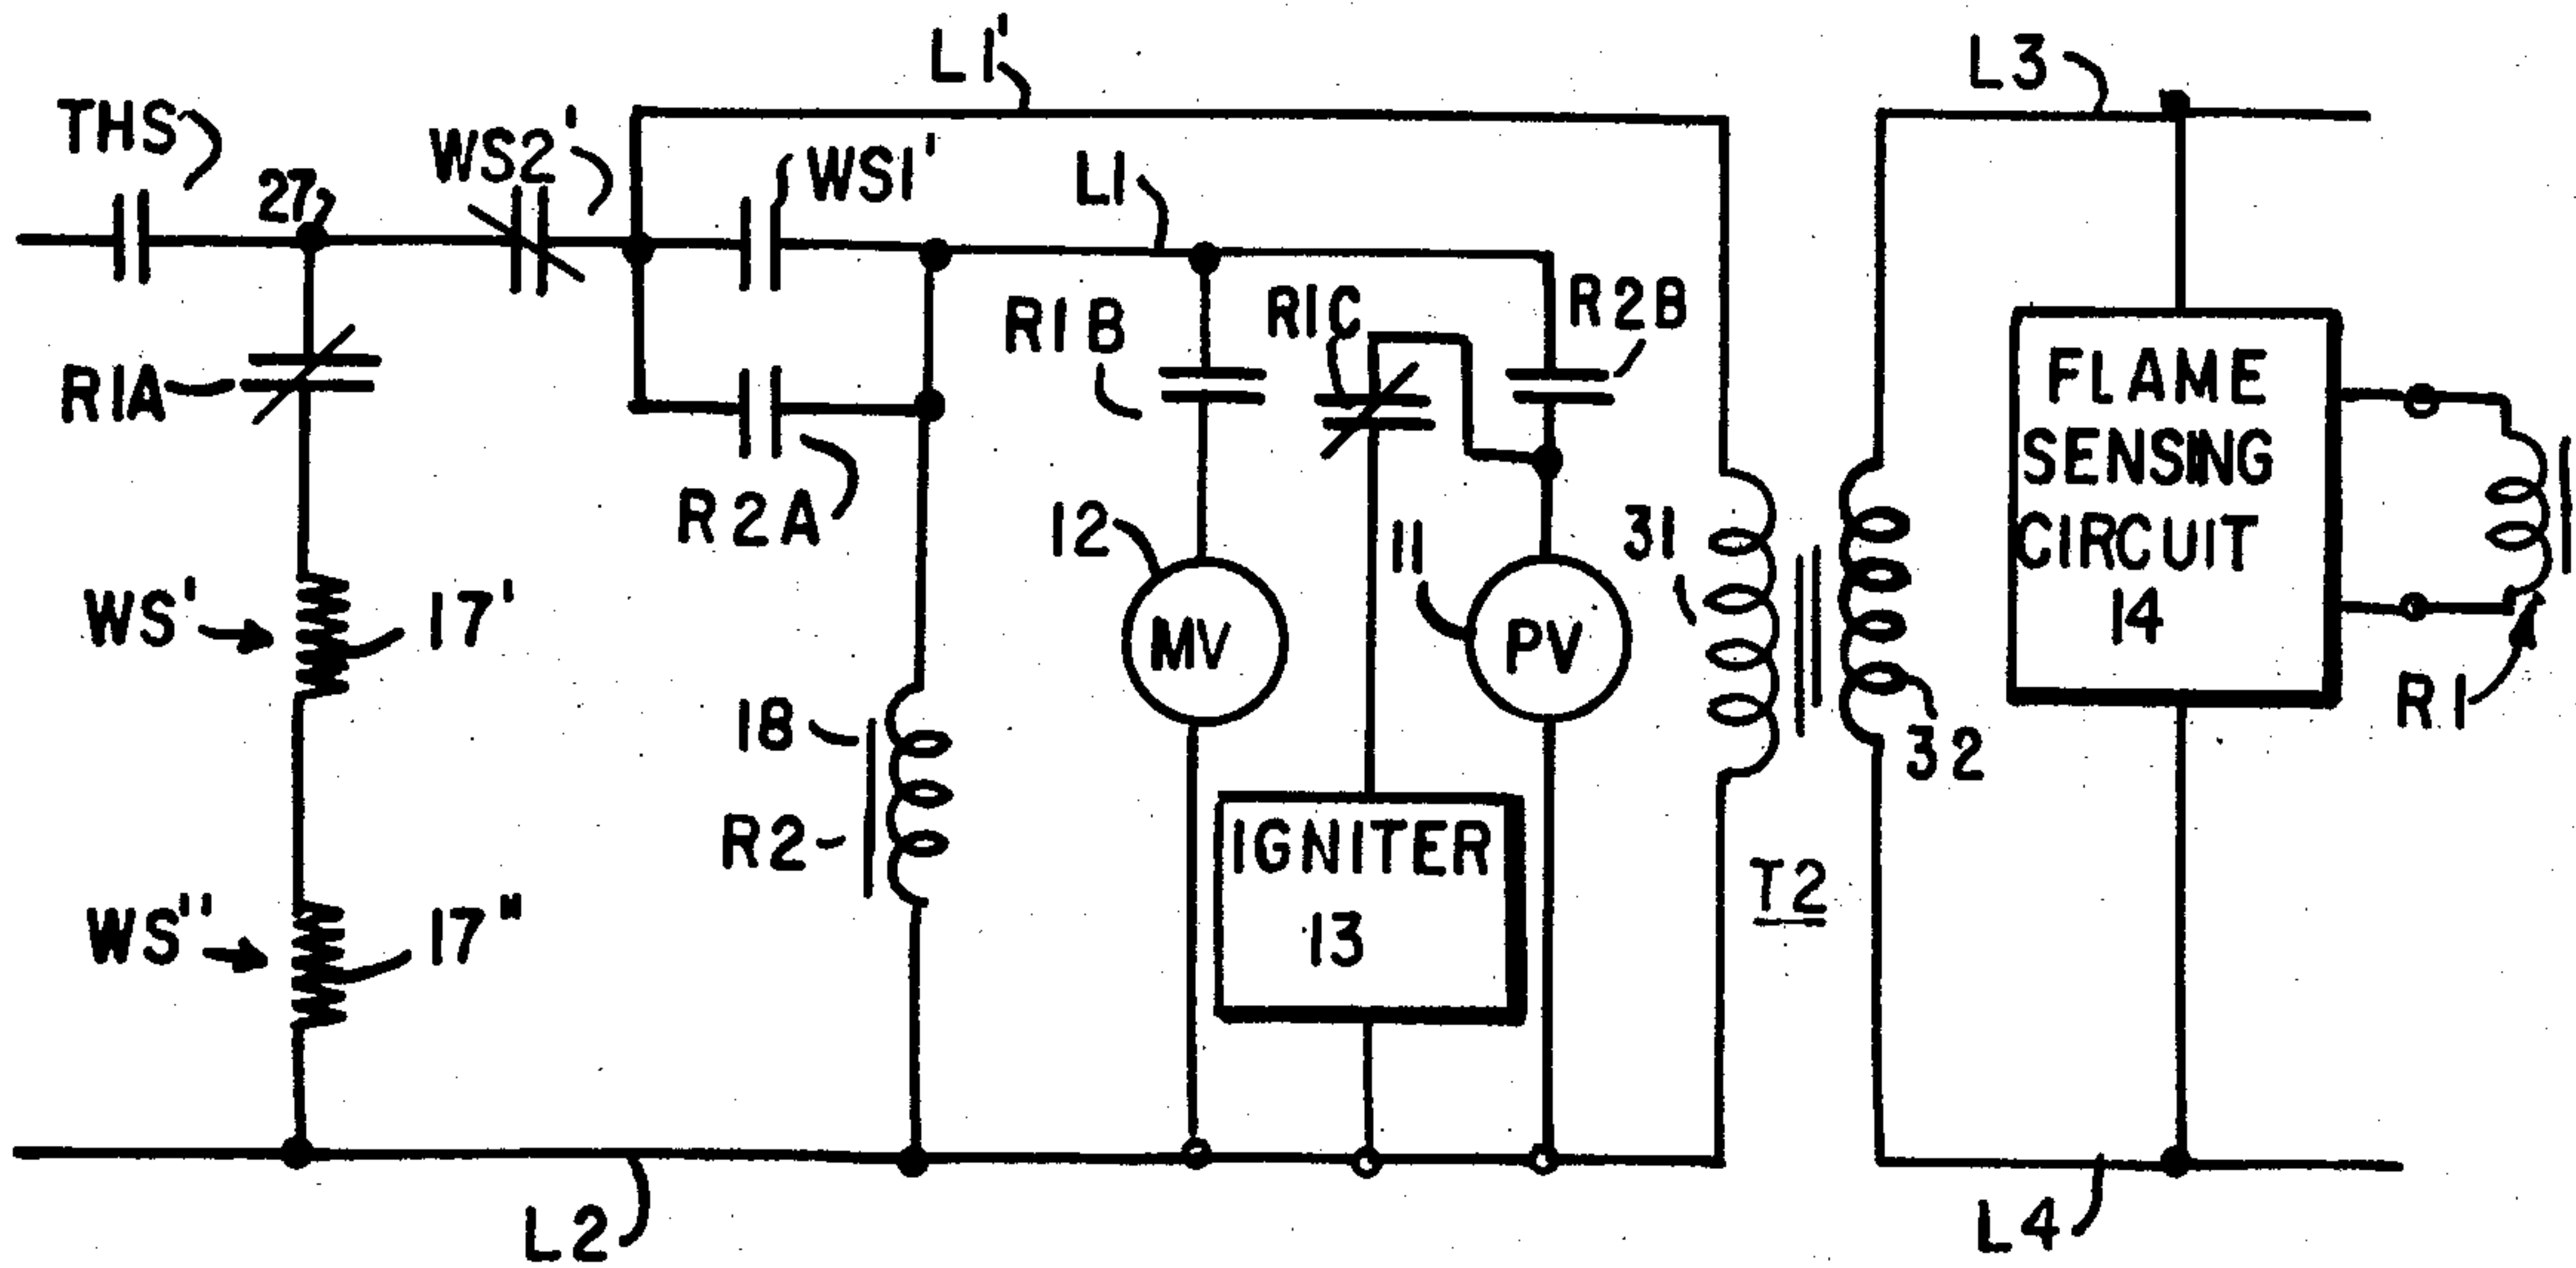 L1'
L3
THS
27
WS2'
WS1'
L1
R1A
R1B
R1C
R2B
R2A
FLAME
SENSING
CIRCUIT
14
12
11
31
WS'
17'
MV
PV
R1
18
32
R2
IGNITER
13
T2
WS''
17"
L2
L4